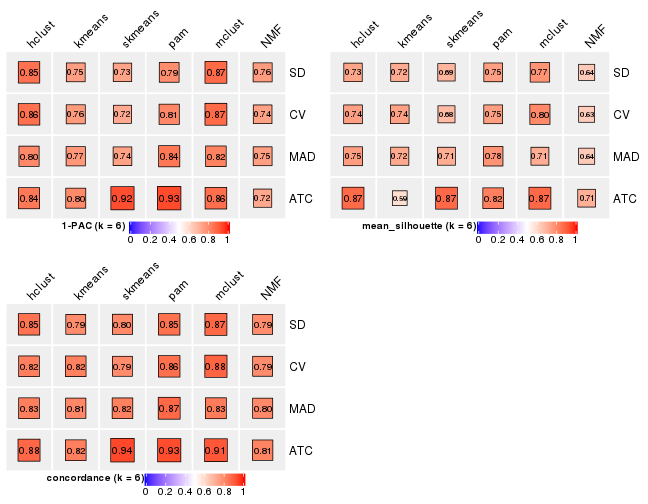 hclust kmeans skmeans pam mclust NMF
0.85 0.75 0.73 0.79 0.87 0.76 SD
0.86 0.76 0.72 0.81 0.87 0.74 CV
0.80 0.77 0.74 0.84 0.82 0.75 MAD
0.84 0.80 0.92 0.93 0.86 0.72 ATC
1-PAC (k = 6)
0 0.2 0.4 0.6 0.8 1
hclust kmeans skmeans pam mclust NMF
0.73 0.72 0.69 0.75 0.77 0.64 SD
0.74 0.74 0.68 0.75 0.80 0.63 CV
0.75 0.72 0.71 0.78 0.71 0.64 MAD
0.87 0.59 0.87 0.82 0.87 0.71 ATC
mean_silhouette (k = 6)
0 0.2 0.4 0.6 0.8 1
hclust kmeans skmeans pam mclust NMF
0.85 0.79 0.80 0.85 0.87 0.79 SD
0.82 0.82 0.79 0.86 0.88 0.79 CV
0.83 0.81 0.82 0.87 0.83 0.80 MAD
0.88 0.82 0.94 0.93 0.91 0.81 ATC
concordance (k = 6)
0 0.2 0.4 0.6 0.8 1